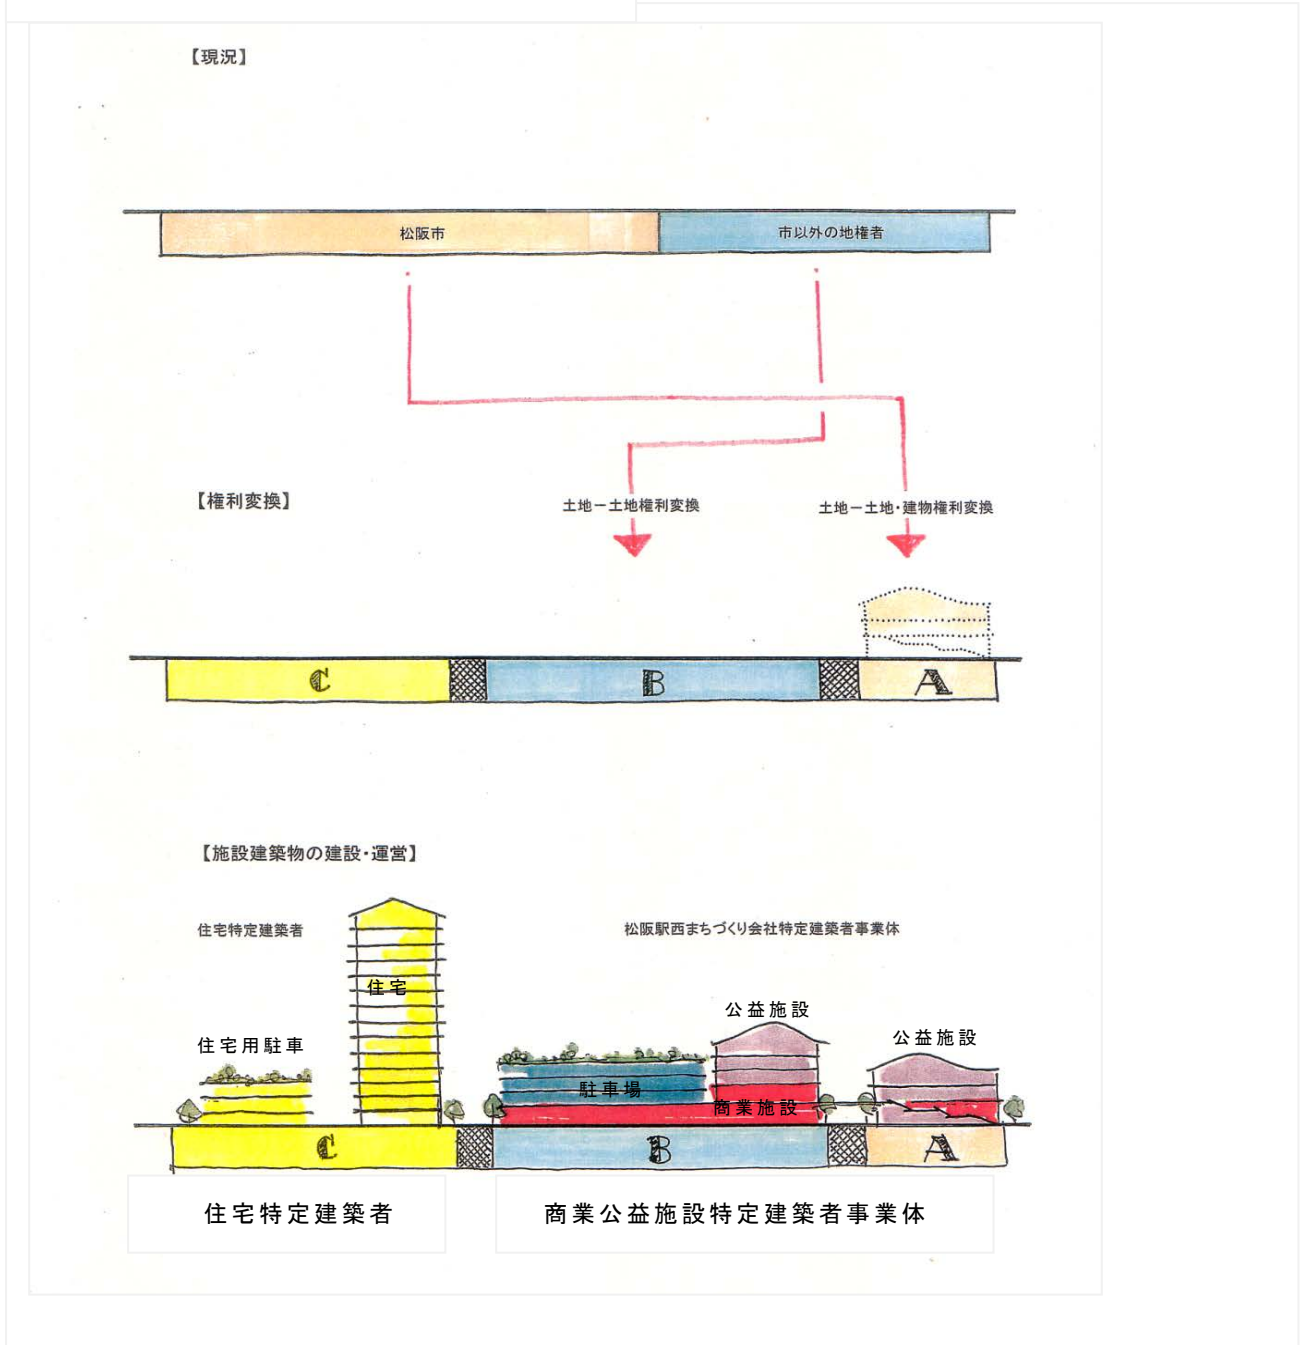 【現況】
松阪市
市以外の地権者
【権利変換】
土地－土地権利変換
土地－土地・建物権利変換
C
B
A
【施設建築物の建設・運営】
住宅特定建築者
松阪駅西まちづくり会社特定建築者事業体
住宅
公益施設
公益施設
住宅用駐車
駐車場
商業施設
C
B
A
住宅特定建築者
商業公益施設特定建築者事業体